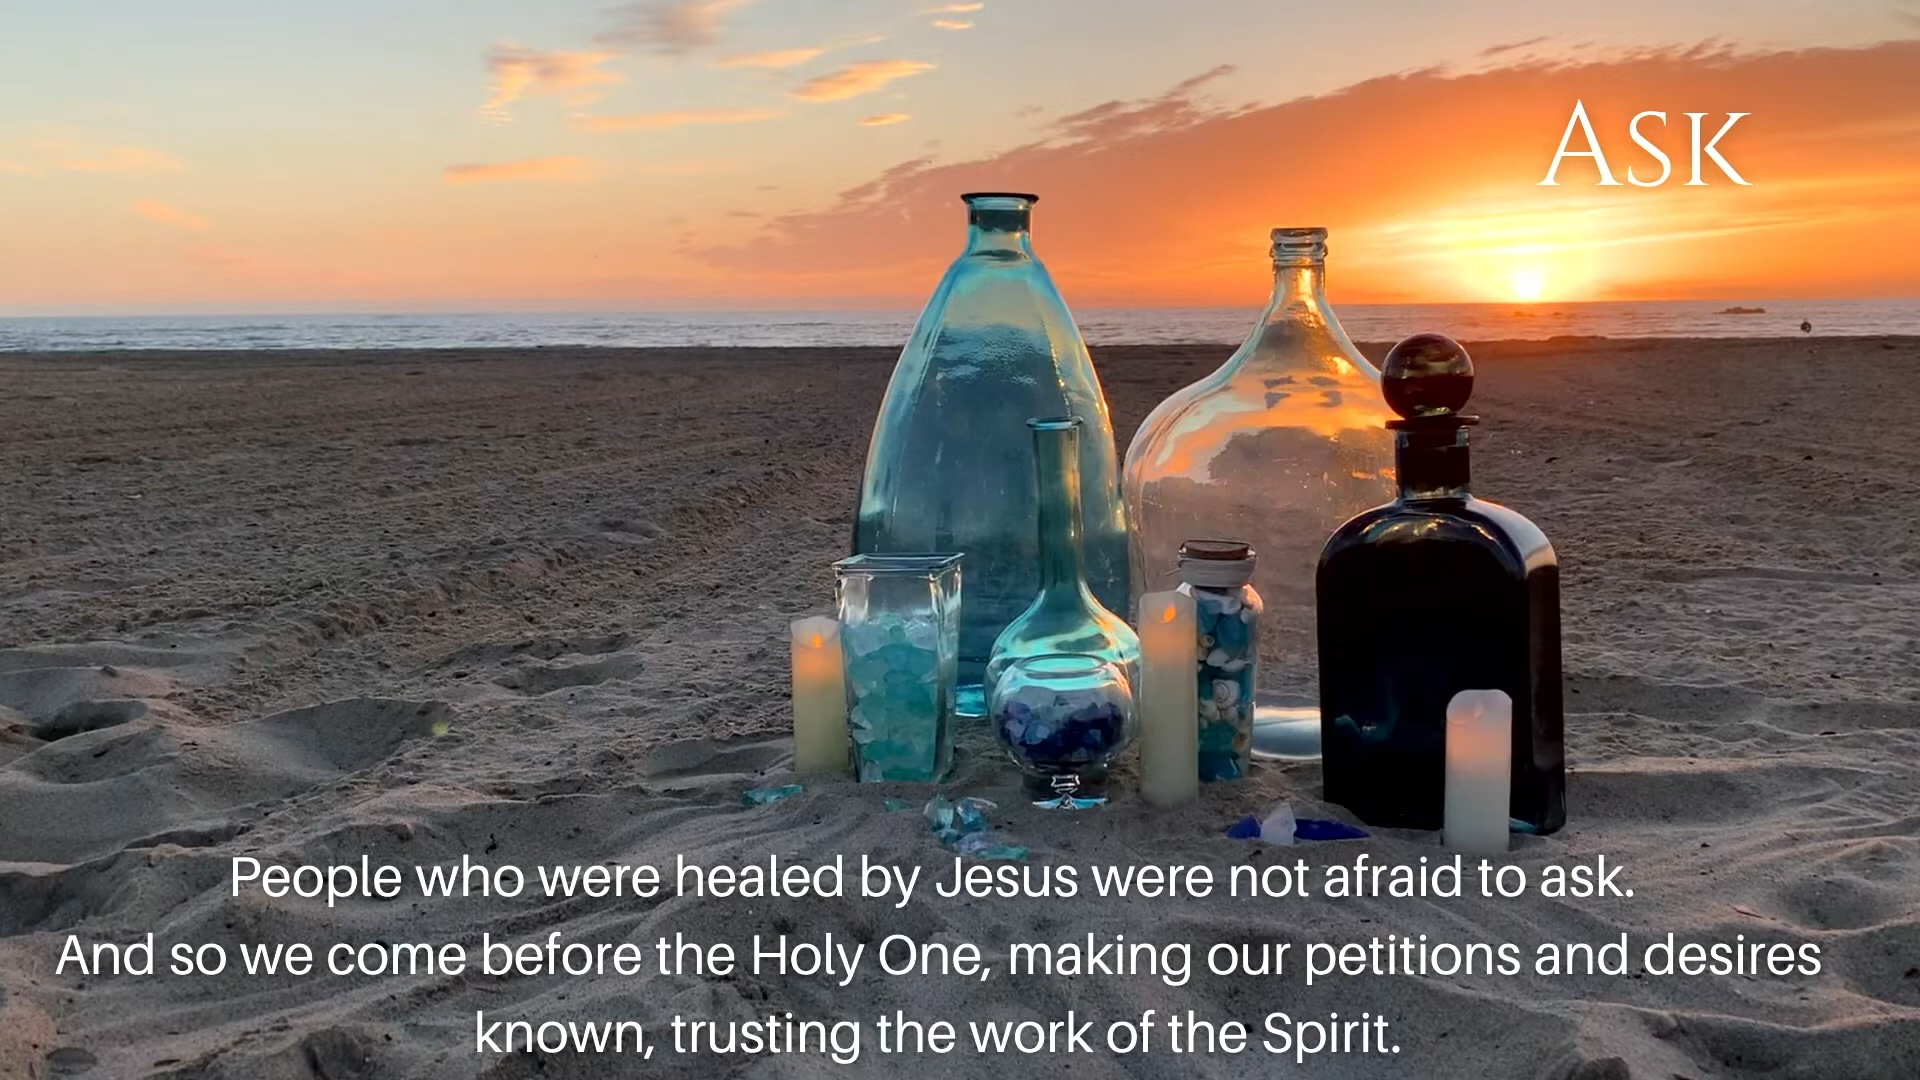 Ask
People who were healed by Jesus were not afraid to ask.
And so we come before the Holy One, making our petitions and desires
known, trusting the work of the Spirit.